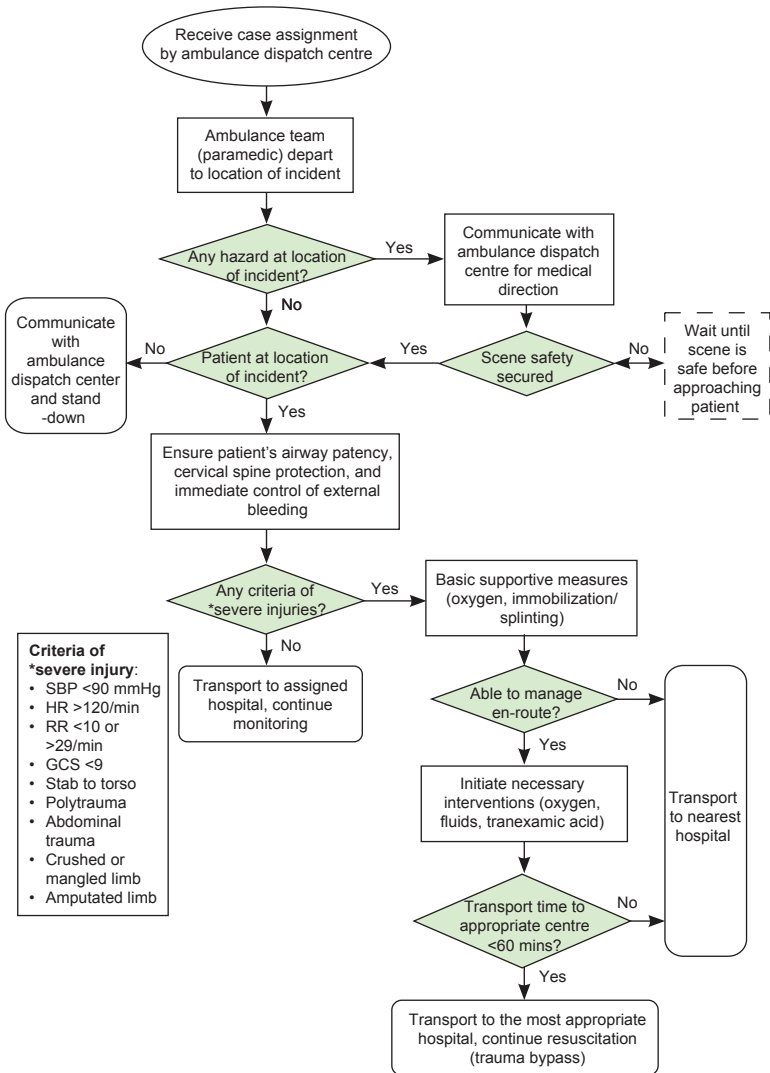 Receive case assignment
by ambulance dispatch centre
Ambulance team
(paramedic) depart
to location of incident
Any hazard at location
of incident?
Yes
Communicate with
ambulance dispatch
centre for medical
direction
No
Communicate
with
ambulance
dispatch center
and stand
-down
No
Patient at location
of incident?
Yes
Scene safety
secured
No
Wait until
scene is
safe before
approaching
patient
Yes
Ensure patient’s airway patency,
cervical spine protection, and
immediate control of external
bleeding
Any criteria of
*severe injuries?
Yes
Basic supportive measures
(oxygen, immobilization/
splinting)
No
Transport to assigned
hospital, continue
monitoring
Criteria of
*severe injury:
• SBP <90 mmHg
• HR >120/min
• RR <10 or
>29/min
• GCS <9
• Stab to torso
• Polytrauma
• Abdominal
trauma
• Crushed or
mangled limb
• Amputated limb
Able to manage
en-route?
No
Yes
Initiate necessary
interventions (oxygen,
fluids, tranexamic acid)
Transport
to nearest
hospital
Transport time to
appropriate centre
<60 mins?
No
Yes
Transport to the most appropriate
hospital, continue resuscitation
(trauma bypass)